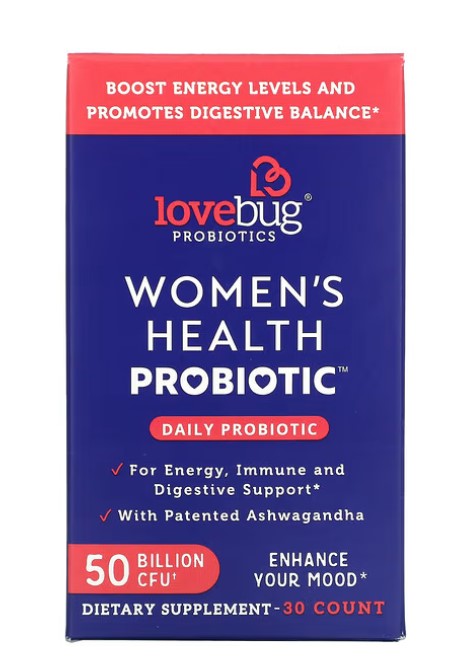 BOOST ENERGY LEVELS AND
PROMOTES DIGESTIVE BALANCE*
lovebug®
PROBIOTICS
WOMEN'S
HEALTH
PROBIOTIC™
DAILY PROBIOTIC
✓ For Energy, Immune and
Digestive Support*
✓ With Patented Ashwagandha
50 BILLION
CFU†
ENHANCE
YOUR MOOD*
DIETARY SUPPLEMENT-30 COUNT